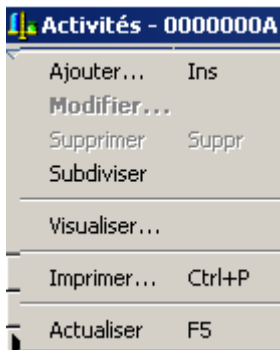 Activités - 0000000A
Ajouter... Ins
Modifier...
Supprimer Suppr
Subdiviser
Visualiser...
Imprimer... Ctrl+P
Actualiser F5